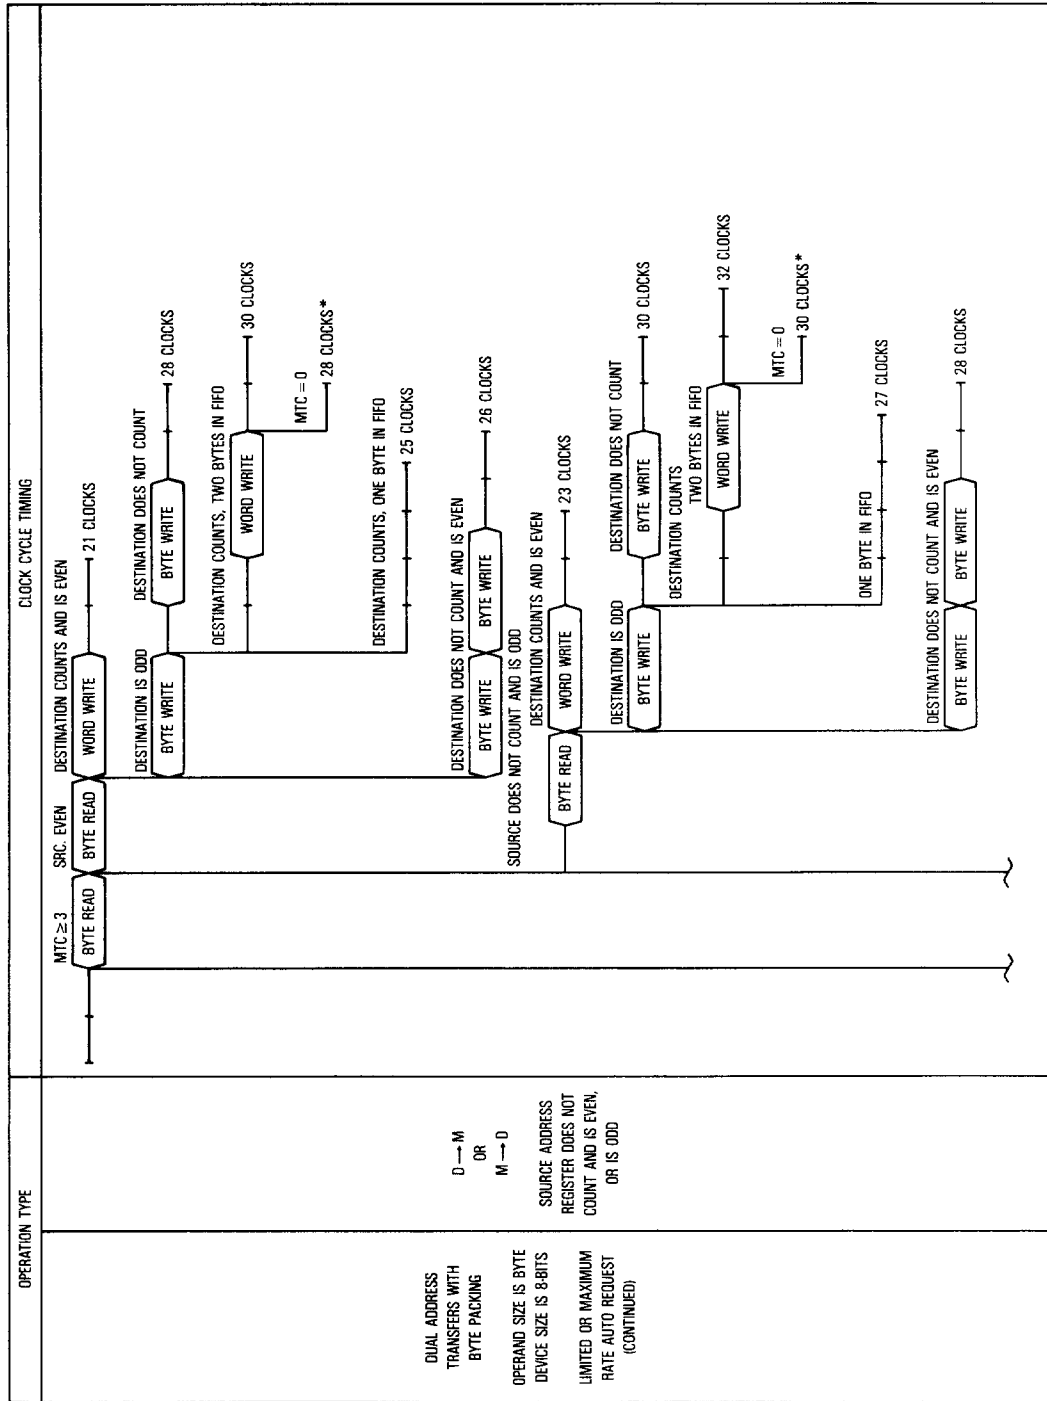 OPERATION TYPE
CLOCK CYCLE TIMING
DUAL ADDRESS
TRANSFERS WITH
BYTE PACKING
OPERAND SIZE IS BYTE
DEVICE SIZE IS 8-BITS
LIMITED OR MAXIMUM
RATE AUTO REQUEST
(CONTINUED)
D → M
OR
M → D
SOURCE ADDRESS
REGISTER DOES NOT
COUNT AND IS EVEN,
OR IS ODD
MTC ≥ 3
SRC. EVEN
DESTINATION COUNTS AND IS EVEN
BYTE READ
BYTE READ
WORD WRITE
21 CLOCKS
DESTINATION IS ODD
DESTINATION DOES NOT COUNT
BYTE WRITE
BYTE WRITE
28 CLOCKS
DESTINATION COUNTS, TWO BYTES IN FIFO
WORD WRITE
30 CLOCKS
MTC = 0
28 CLOCKS*
DESTINATION COUNTS, ONE BYTE IN FIFO
25 CLOCKS
DESTINATION DOES NOT COUNT AND IS EVEN
BYTE WRITE
BYTE WRITE
26 CLOCKS
SOURCE DOES NOT COUNT AND IS ODD
DESTINATION COUNTS AND IS EVEN
BYTE READ
WORD WRITE
23 CLOCKS
DESTINATION IS ODD
DESTINATION DOES NOT COUNT
BYTE WRITE
BYTE WRITE
30 CLOCKS
DESTINATION COUNTS
TWO BYTES IN FIFO
WORD WRITE
32 CLOCKS
MTC = 0
30 CLOCKS*
ONE BYTE IN FIFO
27 CLOCKS
DESTINATION DOES NOT COUNT AND IS EVEN
BYTE WRITE
BYTE WRITE
28 CLOCKS